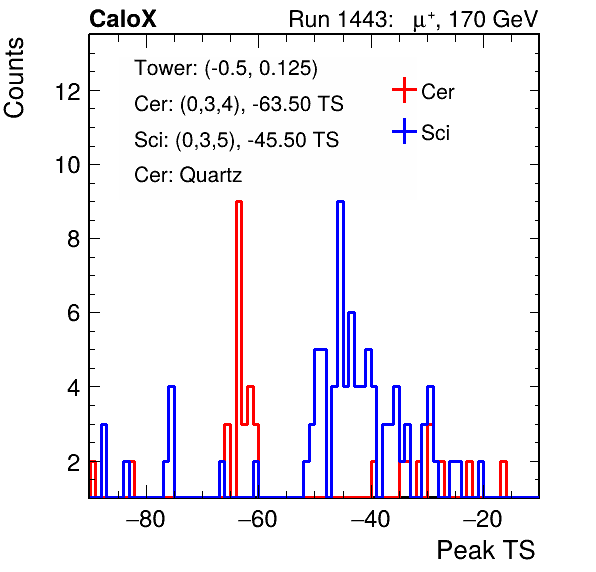 CaloX Run 1443: μ⁺, 170 GeV
Counts
Tower: (-0.5, 0.125)
Cer: (0,3,4), -63.50 TS
Sci: (0,3,5), -45.50 TS
Cer: Quartz
Cer
Sci
12
10
8
6
4
2
−80 −60 −40 −20
Peak TS